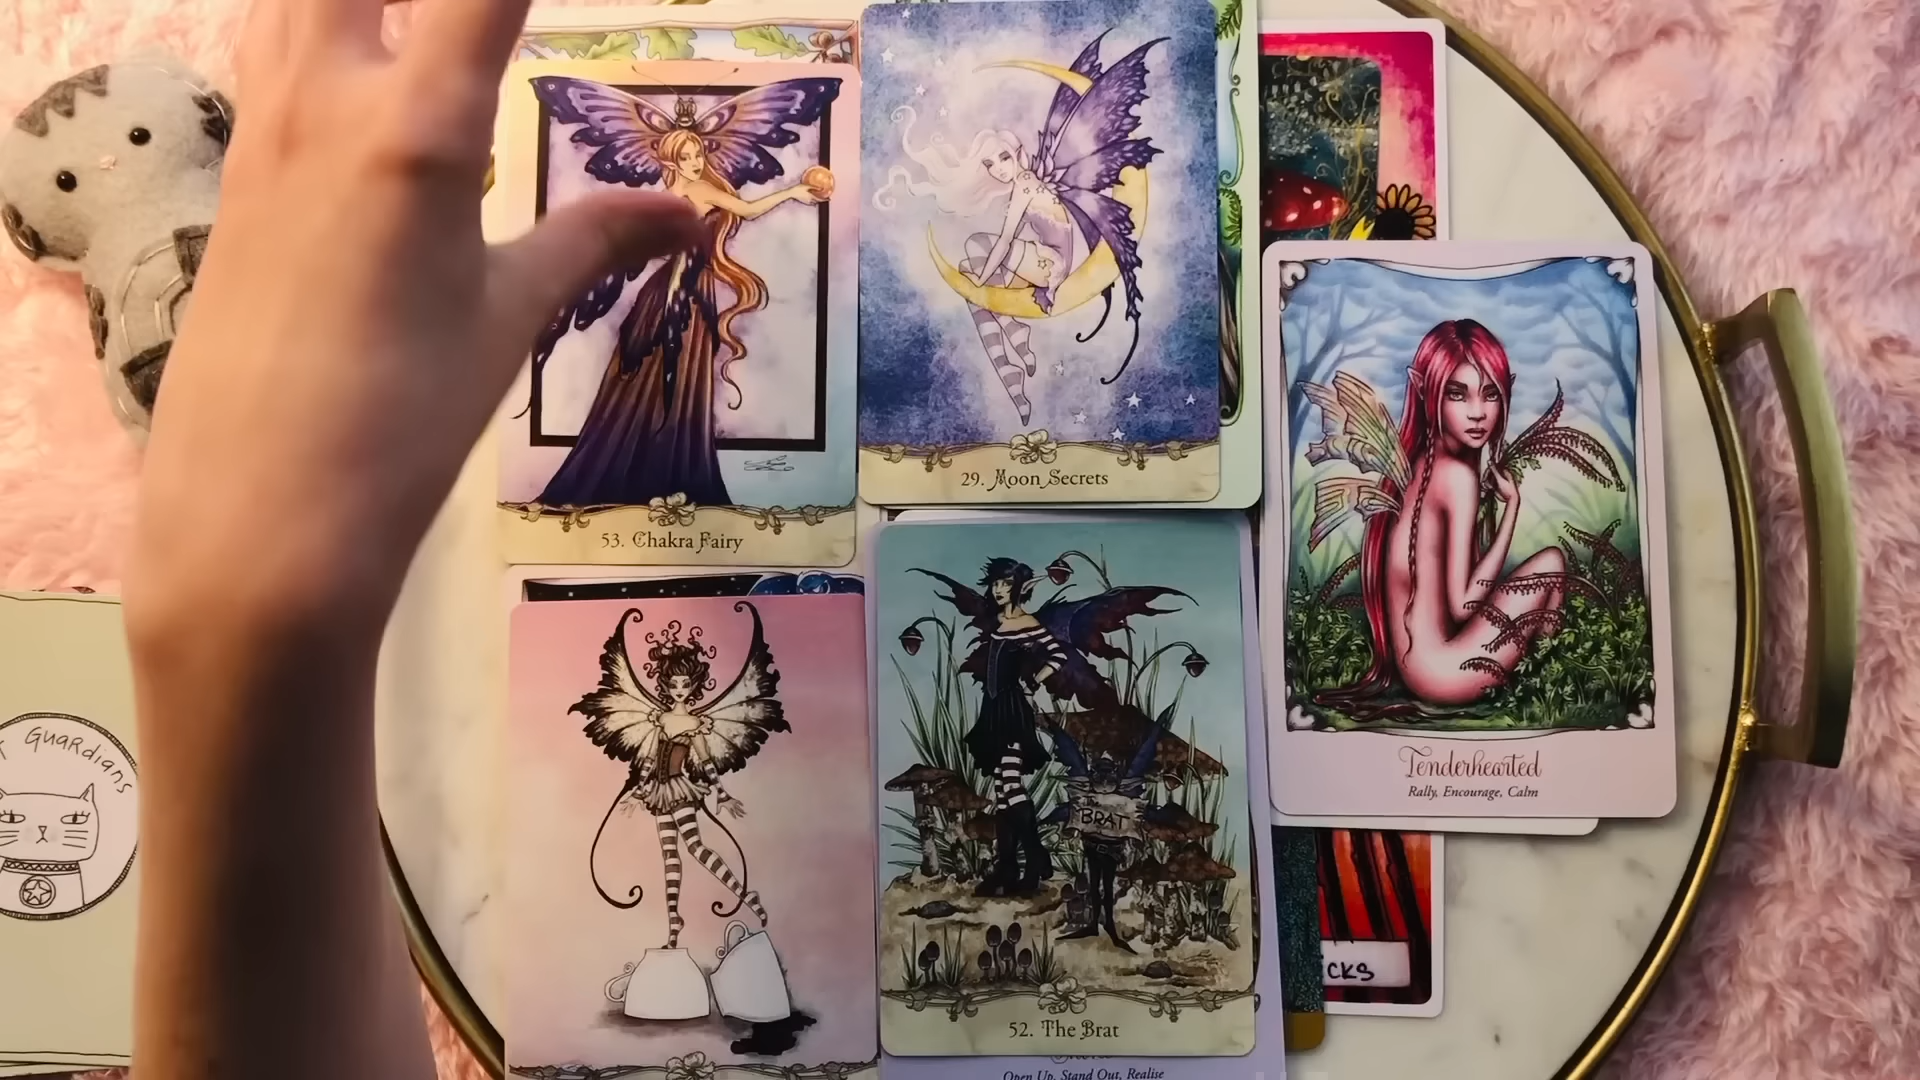 53. Chakra Fairy
29. Moon Secrets
Tenderhearted
Rally, Encourage, Calm
Guardians
The
BRAT
CKS
52. The Brat
Open Up, Stand Out, Realise